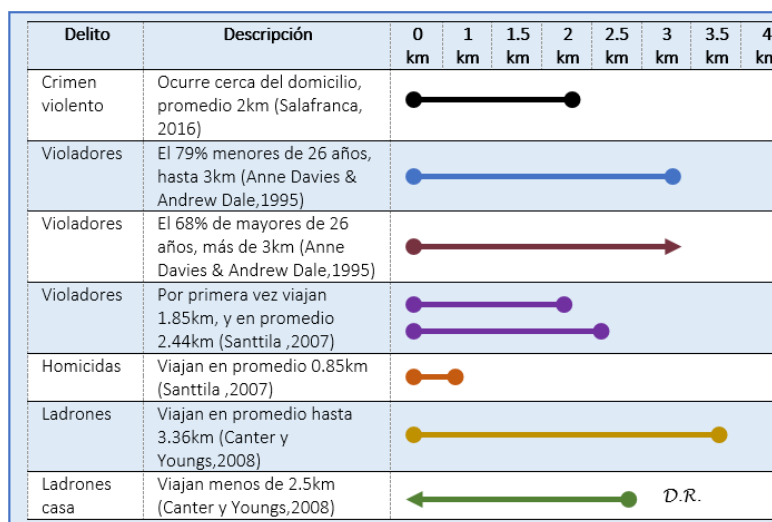 Delito Descripción 0 km 1 km 1.5 km 2 km 2.5 km 3 km 3.5 km 4
Crimen violento
Ocurre cerca del domicilio,
promedio 2km (Salafranca,
2016)
Violadores
El 79% menores de 26 años,
hasta 3km (Anne Davies &
Andrew Dale,1995)
Violadores
El 68% de mayores de 26
años, más de 3km (Anne
Davies & Andrew Dale,1995)
Violadores
Por primera vez viajan
1.85km, y en promedio
2.44km (Santtila ,2007)
Homicidas
Viajan en promedio 0.85km
(Santtila ,2007)
Ladrones
Viajan en promedio hasta
3.36km (Canter y
Youngs,2008)
Ladrones casa
Viajan menos de 2.5km
(Canter y Youngs,2008)
D.R.